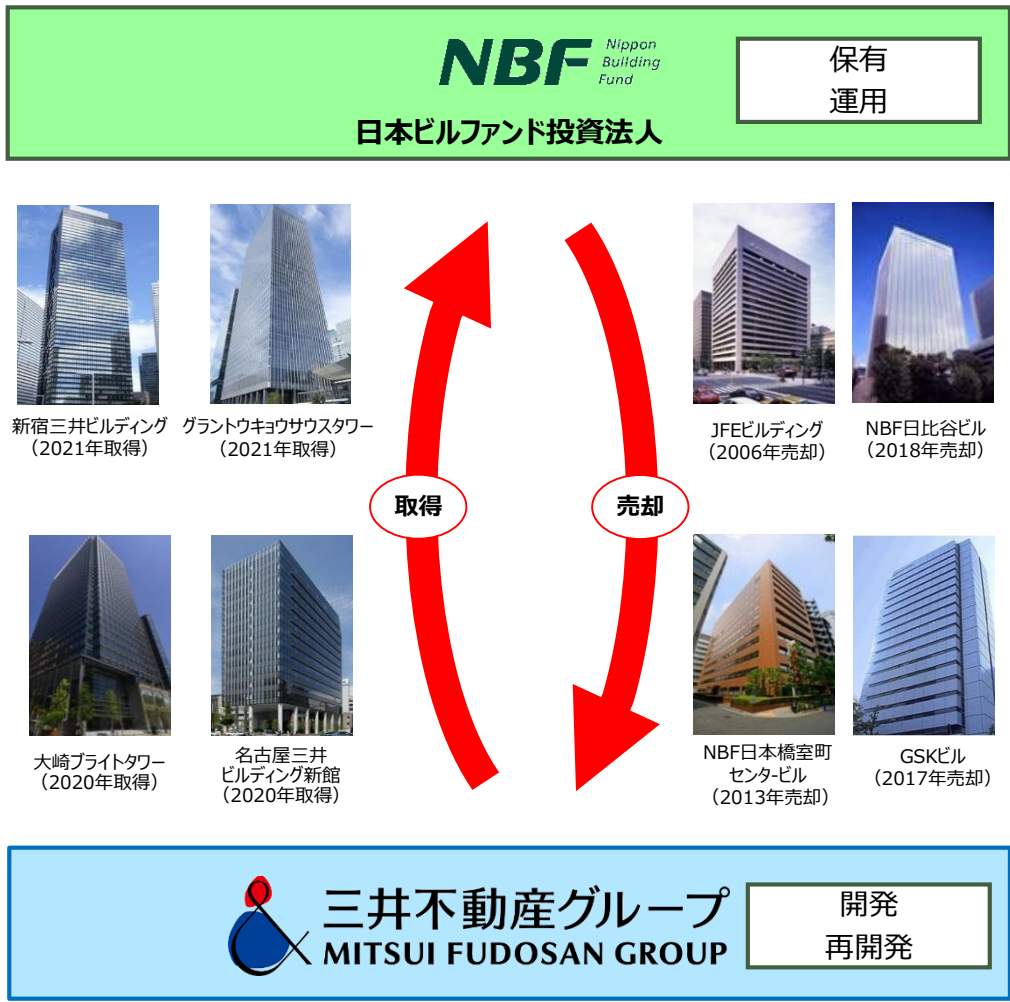 NBF
Nippon
Building
Fund
日本ビルファンド投資法人
保有
運用
新宿三井ビルディング
（2021年取得）
グラントウキョウサウスタワー
（2021年取得）
JFEビルディング
（2006年売却）
NBF日比谷ビル
（2018年売却）
取得
売却
大崎ブライトタワー
（2020年取得）
名古屋三井
ビルディング新館
（2020年取得）
NBF日本橋室町
センタービル
（2013年売却）
GSKビル
（2017年売却）
三井不動産グループ
MITSUI FUDOSAN GROUP
開発
再開発